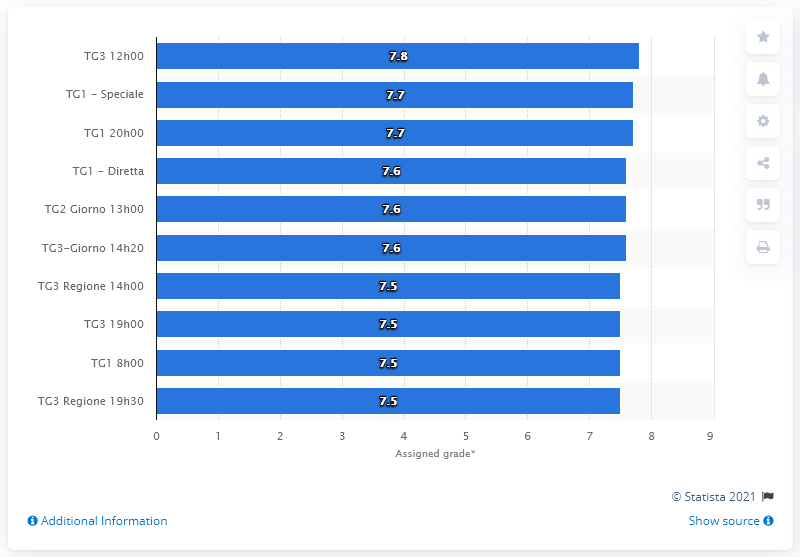 TG3 12h00 7.8
TG1 - Speciale 7.7
TG1 20h00 7.7
TG1 - Diretta 7.6
TG2 Giorno 13h00 7.6
TG3-Giorno 14h20 7.6
TG3 Regione 14h00 7.5
TG3 19h00 7.5
TG1 8h00 7.5
TG3 Regione 19h30 7.5
0 1 2 3 4 5 6 7 8 9
Assigned grade*
© Statista 2021
Additional Information Show source